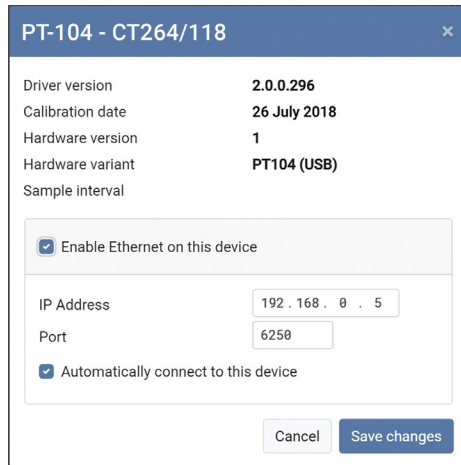 PT-104 - CT264/118 ×
Driver version 2.0.0.296
Calibration date 26 July 2018
Hardware version 1
Hardware variant PT104 (USB)
Sample interval
Enable Ethernet on this device
IP Address 192.168. 0 . 5
Port 6250
Automatically connect to this device
Cancel Save changes